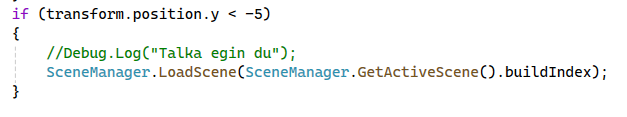 if (transform.position.y < -5)
{
    //Debug.Log("Talka egin du");
    SceneManager.LoadScene(SceneManager.GetActiveScene().buildIndex);
}